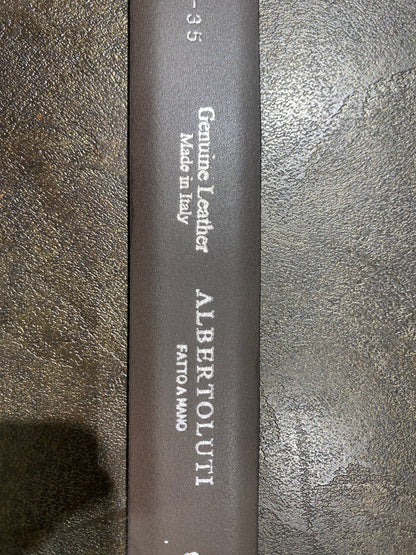 -35
Genuine Leather
Made in Italy
ALBERTOLUTI
FATTO A MANO